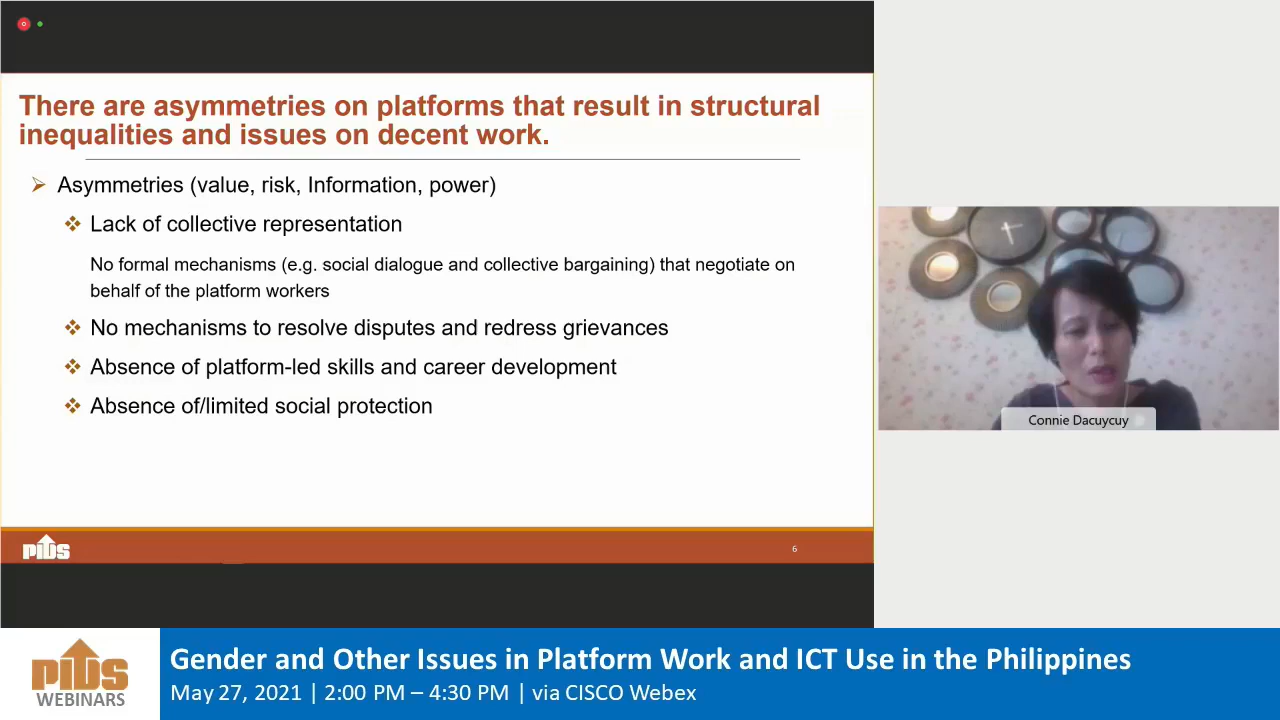 There are asymmetries on platforms that result in structural
inequalities and issues on decent work.
Asymmetries (value, risk, Information, power)
Lack of collective representation
No formal mechanisms (e.g. social dialogue and collective bargaining) that negotiate on
behalf of the platform workers
No mechanisms to resolve disputes and redress grievances
Absence of platform-led skills and career development
Absence of/limited social protection
PIDS
6
Connie Dacuycuy
PIDS
WEBINARS
Gender and Other Issues in Platform Work and ICT Use in the Philippines
May 27, 2021 | 2:00 PM – 4:30 PM | via CISCO Webex